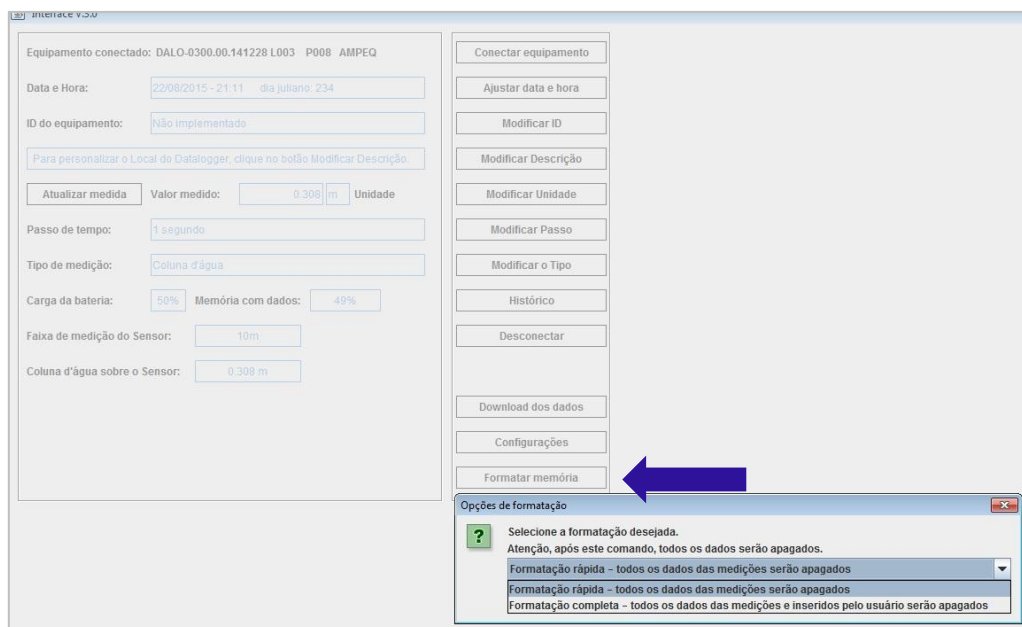 Interface v.3.0
Equipamento conectado: DALO-0300.00.141228 L003 P008 AMPEQ
Data e Hora: 22/08/2015 - 21:11 dia juliano: 234
ID do equipamento: Não implementado
Para personalizar o Local do Datalogger, clique no botão Modificar Descrição.
Atualizar medida Valor medido: 0.308 m Unidade
Passo de tempo: 1 segundo
Tipo de medição: Coluna d'água
Carga da bateria: 50% Memória com dados: 49%
Faixa de medição do Sensor: 10m
Coluna d'água sobre o Sensor: 0.308 m
Conectar equipamento
Ajustar data e hora
Modificar ID
Modificar Descrição
Modificar Unidade
Modificar Passo
Modificar o Tipo
Histórico
Desconectar
Download dos dados
Configurações
Formatar memória
Opções de formatação
Selecione a formatação desejada.
Atenção, após este comando, todos os dados serão apagados.
Formatação rápida – todos os dados das medições serão apagados
Formatação rápida – todos os dados das medições serão apagados
Formatação completa – todos os dados das medições e inseridos pelo usuário serão apagados